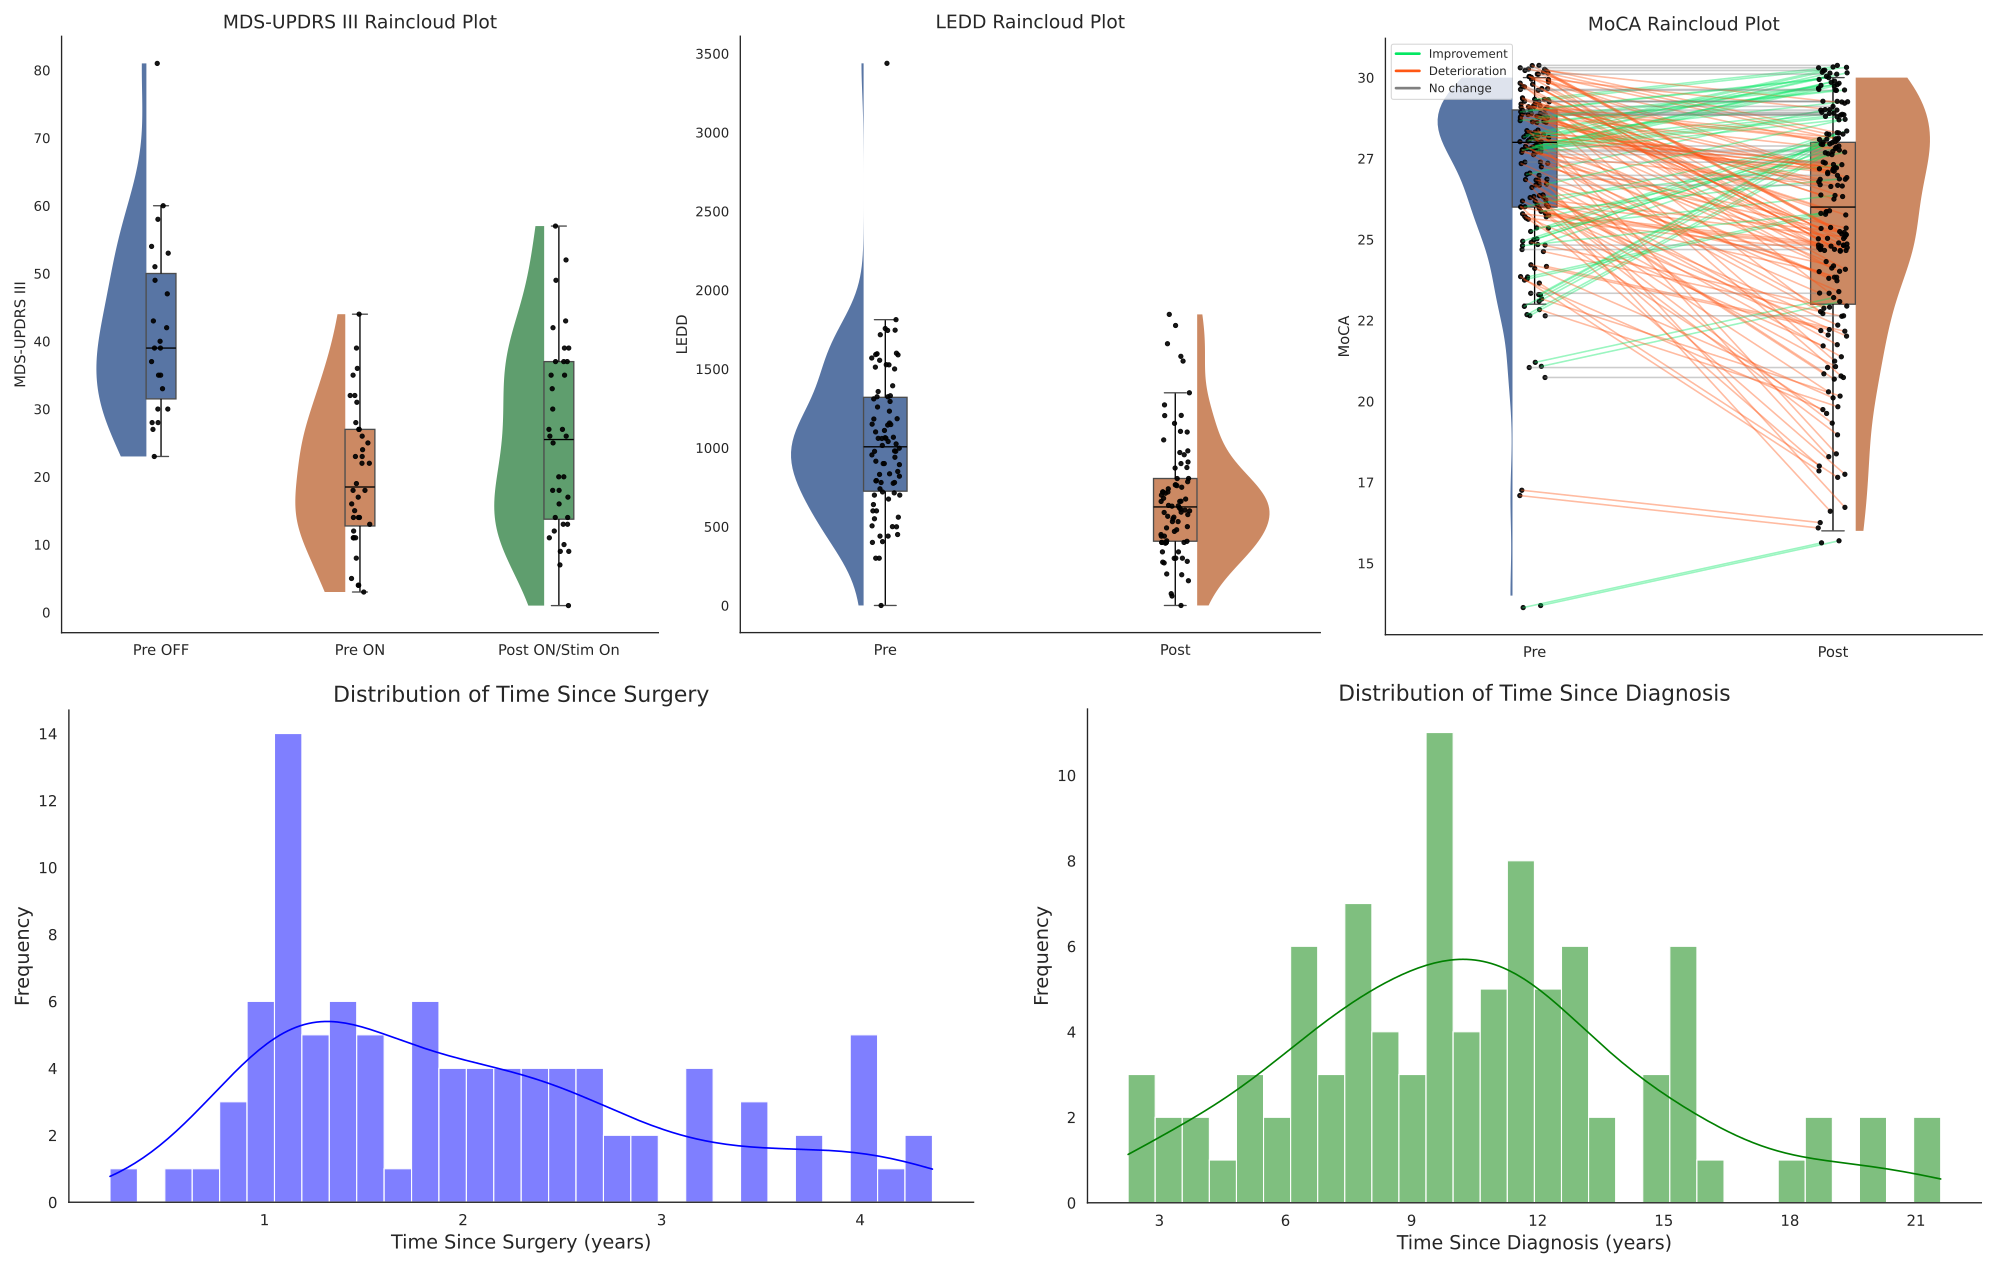 MDS-UPDRS III Raincloud Plot
MDS-UPDRS III
80
70
60
50
40
30
20
10
0
Pre OFF
Pre ON
Post ON/Stim On
LEDD Raincloud Plot
LEDD
3500
3000
2500
2000
1500
1000
500
0
Pre
Post
MoCA Raincloud Plot
Improvement
Deterioration
No change
MoCA
30
27
25
22
20
17
15
Pre
Post
Distribution of Time Since Surgery
Frequency
14
12
10
8
6
4
2
0
1
2
3
4
Time Since Surgery (years)
Distribution of Time Since Diagnosis
Frequency
10
8
6
4
2
0
3
6
9
12
15
18
21
Time Since Diagnosis (years)